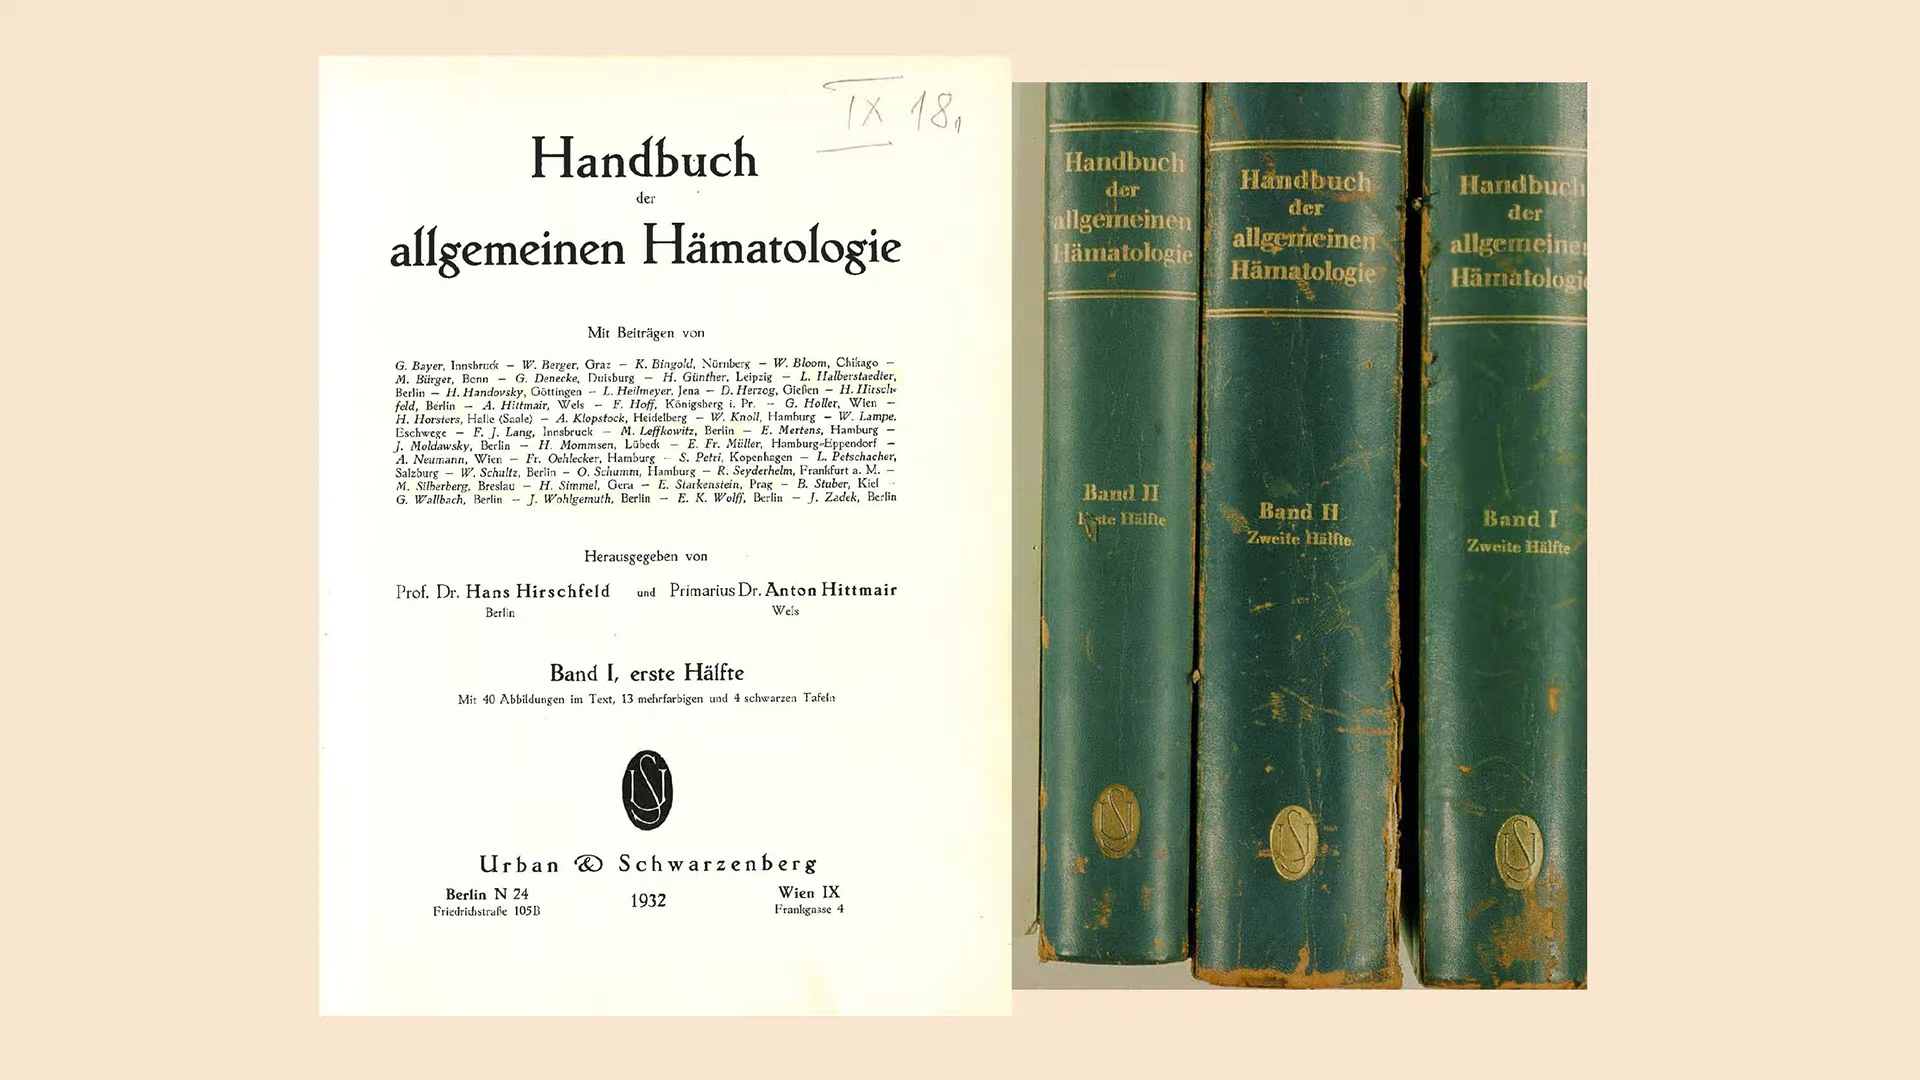 IX 18,
Handbuch
der
allgemeinen Hämatologie
Mit Beiträgen von
G. Bayer, Innsbruck – W. Berger, Graz – K. Bingold, Nürnberg – W. Bloom, Chikago –
M. Bürger, Bonn – G. Denecke, Duisburg – H. Günther, Leipzig – L. Halberstaedter,
Berlin – H. Handovsky, Göttingen – L. Heilmeyer, Jena – D. Herzog, Gießen – H. Hirsch-
feld, Berlin – A. Hittmair, Wels – F. Hoff, Königsberg i. Pr. – G. Holler, Wien –
H. Horsters, Halle (Saale) – A. Klopstock, Heidelberg – W. Knoll, Hamburg – W. Lampe,
Eschwege – F. J. Lang, Innsbruck – M. Leffkowitz, Berlin – E. Mertens, Hamburg –
J. Moldawsky, Berlin – H. Mommsen, Lübeck – E. Fr. Müller, Hamburg-Eppendorf –
A. Neumann, Wien – Fr. Oehlecker, Hamburg – S. Petri, Kopenhagen – L. Petschacher,
Salzburg – W. Schultz, Berlin – O. Schumm, Hamburg – R. Seyderhelm, Frankfurt a. M. –
M. Silberberg, Breslau – H. Simmel, Gera – E. Starkenstein, Prag – B. Stuber, Kiel –
G. Wallbach, Berlin – J. Wohlgemuth, Berlin – E. K. Wolff, Berlin – J. Zadek, Berlin
Herausgegeben von
Prof. Dr. Hans Hirschfeld und Primarius Dr. Anton Hittmair
Berlin Wels
Band I, erste Hälfte
Mit 40 Abbildungen im Text, 13 mehrfarbigen und 4 schwarzen Tafeln
US
Urban & Schwarzenberg
Berlin N 24 1932 Wien IX
Friedrichstraße 105B Frankgasse 4
Handbuch
der
allgemeinen
Hämatologie
Band II
Erste Hälfte
US
Handbuch
der
allgemeinen
Hämatologie
Band II
Zweite Hälfte
US
Handbuch
der
allgemeinen
Hämatologie
Band I
Zweite Hälfte
US